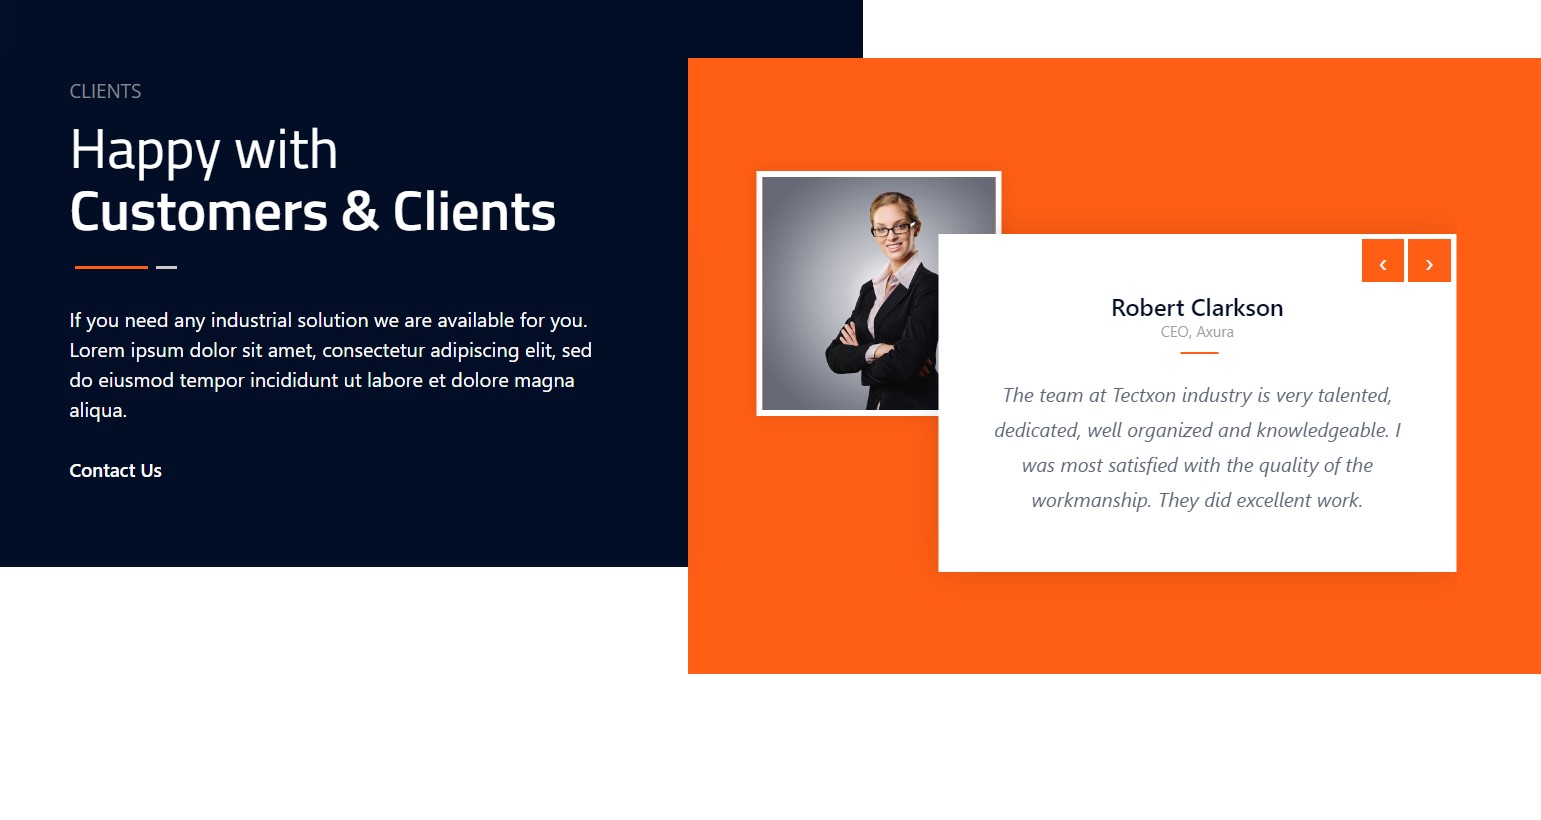 CLIENTS
Happy with
Customers & Clients
If you need any industrial solution we are available for you.
Lorem ipsum dolor sit amet, consectetur adipiscing elit, sed
do eiusmod tempor incididunt ut labore et dolore magna
aliqua.
Contact Us
‹ ›
Robert Clarkson
CEO, Axura
The team at Tectxon industry is very talented,
dedicated, well organized and knowledgeable. I
was most satisfied with the quality of the
workmanship. They did excellent work.